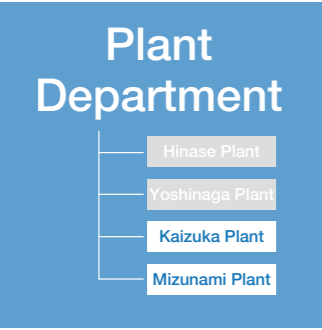 Plant
Department
Hinase Plant
Yoshinaga Plant
Kaizuka Plant
Mizunami Plant